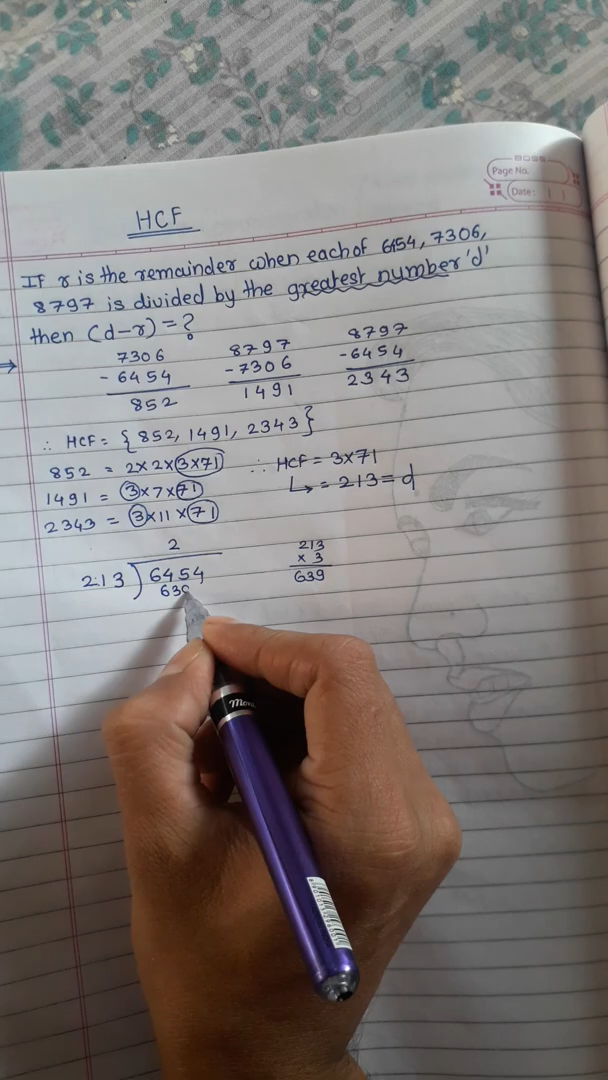 Page No.
Date:
HCF
If r is the remainder when each of 6454, 7306,
8797 is divided by the greatest number 'd'
then (d-r) = ?
⇒ 7306 8797 8797
- 6454 -7306 -6454
852 1491 2343
∴ HCF = {852, 1491, 2343}
852 = 2×2×3×71 ∴ HCF = 3×71
1491 = 3×7×71 ↳ = 213 = d
2343 = 3×11×71
2 213
213 ) 6454 × 3
639 639